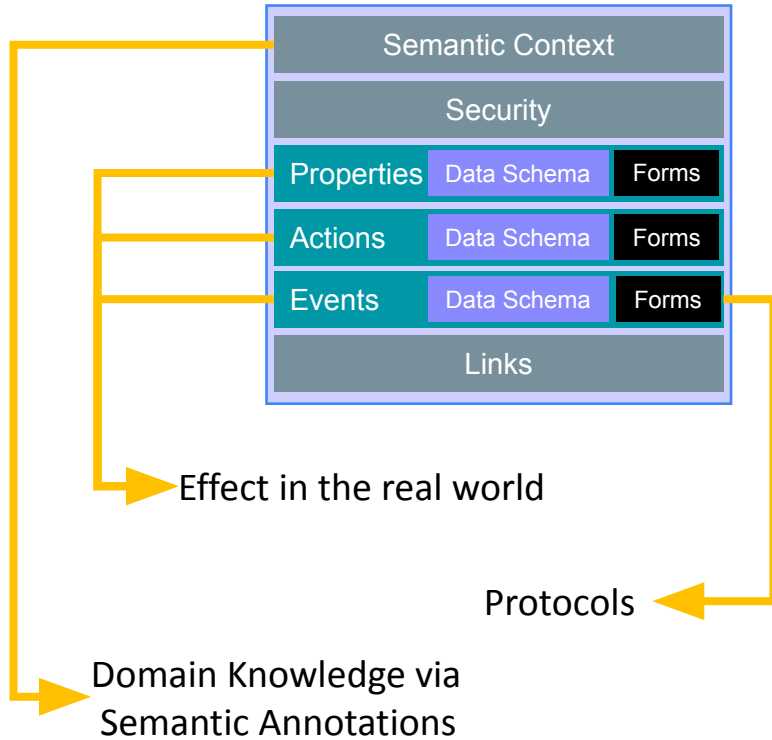 Semantic Context
Security
Properties Data Schema Forms
Actions Data Schema Forms
Events Data Schema Forms
Links
Effect in the real world
Protocols
Domain Knowledge via
Semantic Annotations